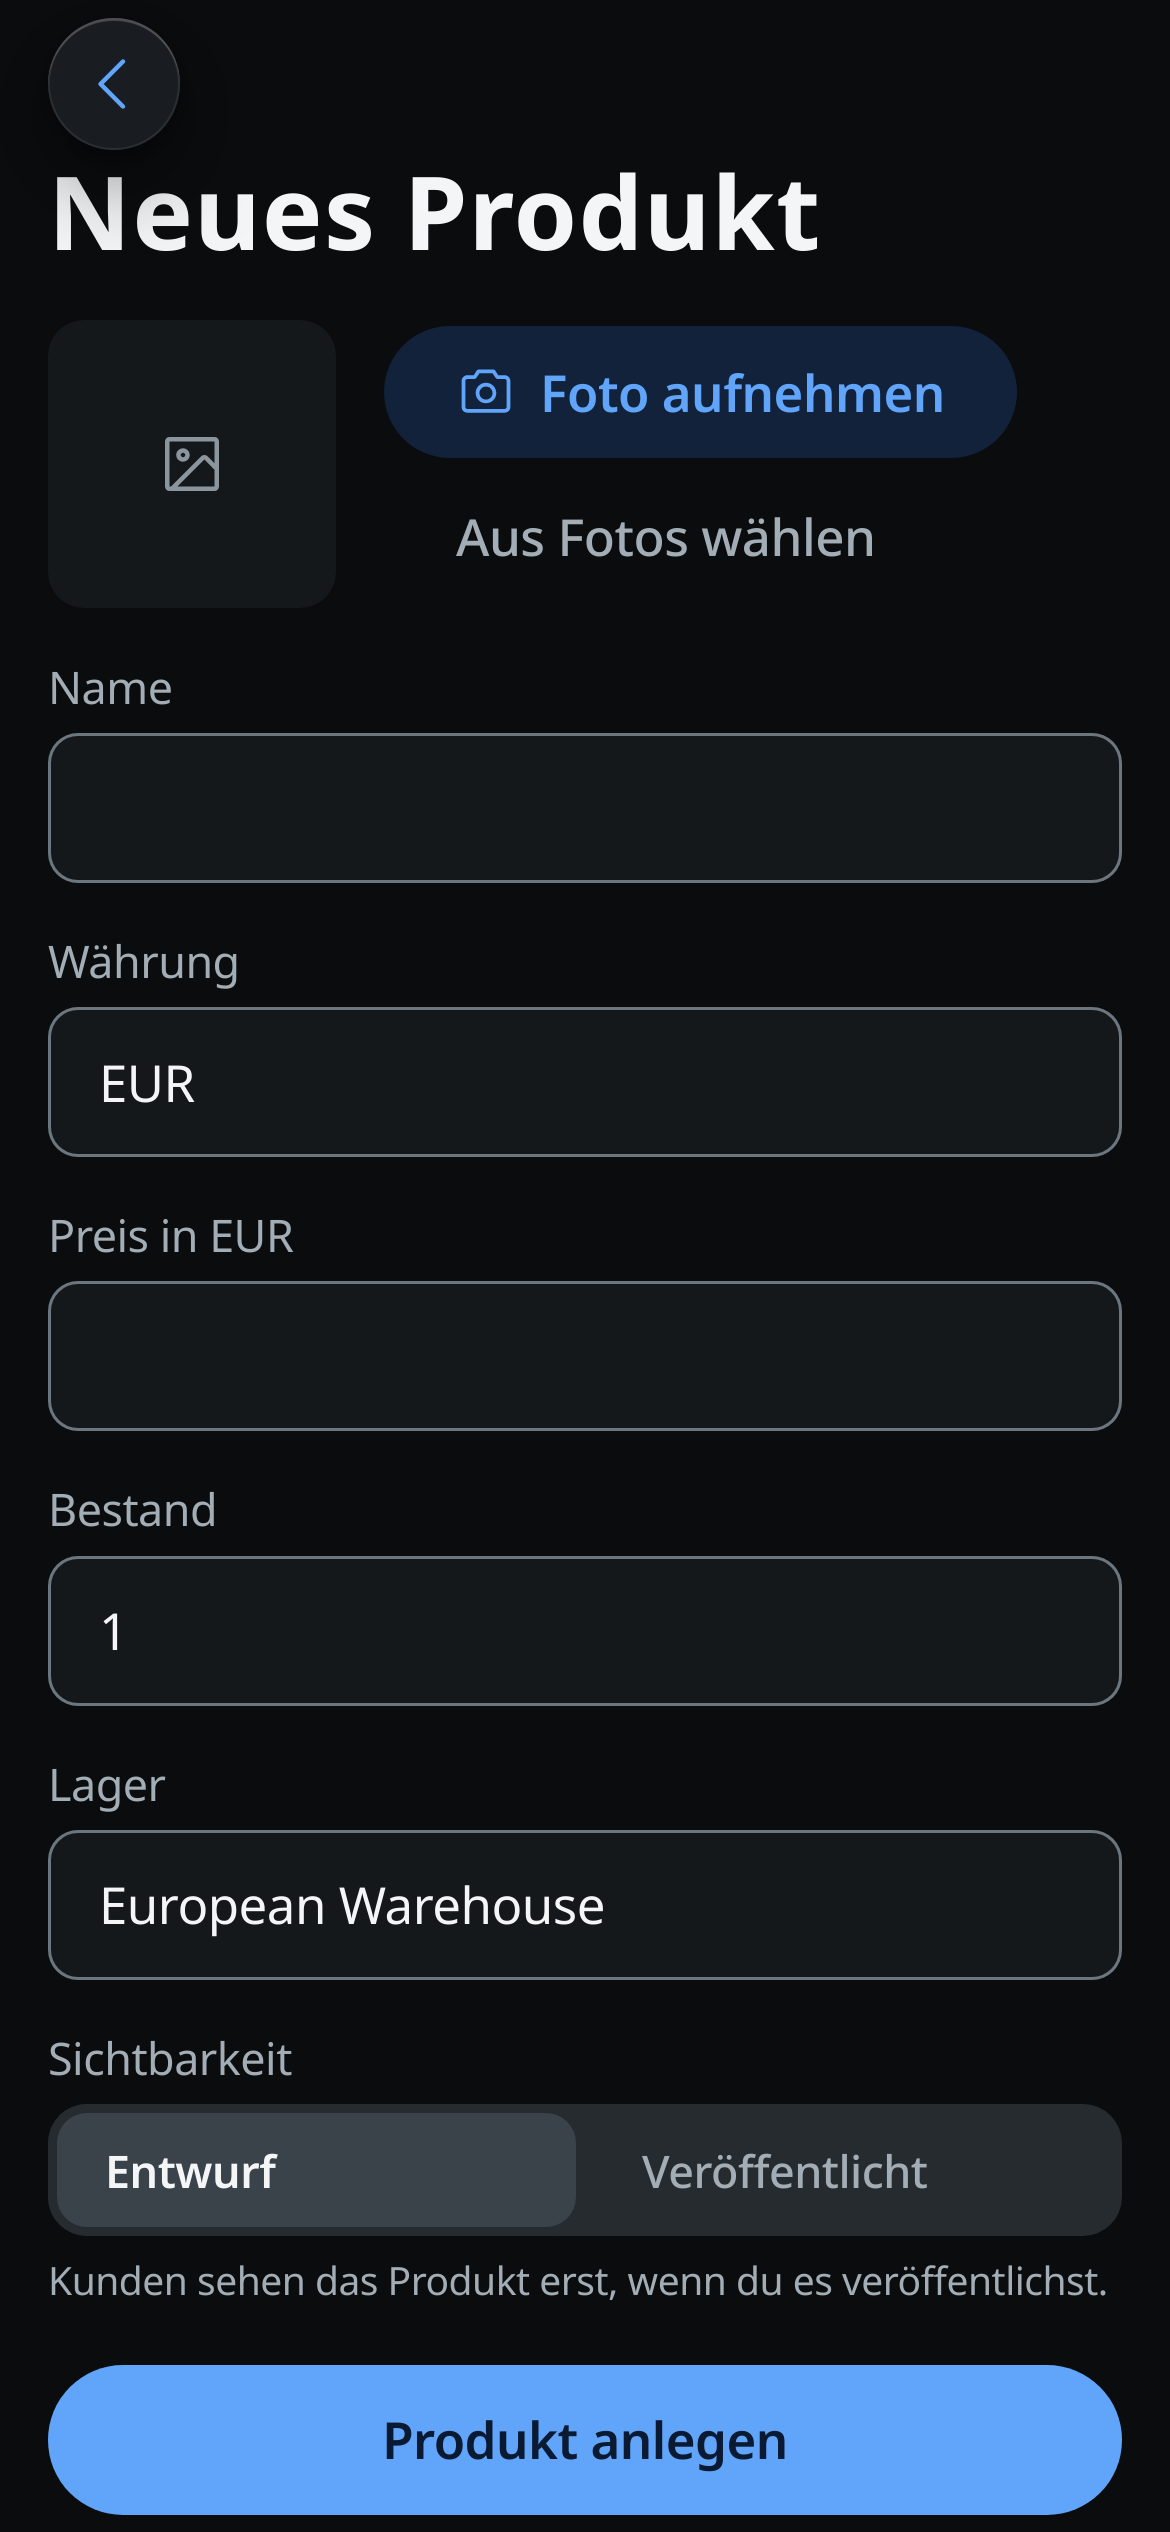 Neues Produkt
Foto aufnehmen
Aus Fotos wählen
Name
Währung
EUR
Preis in EUR
Bestand
1
Lager
European Warehouse
Sichtbarkeit
Entwurf
Veröffentlicht
Kunden sehen das Produkt erst, wenn du es veröffentlichst.
Produkt anlegen